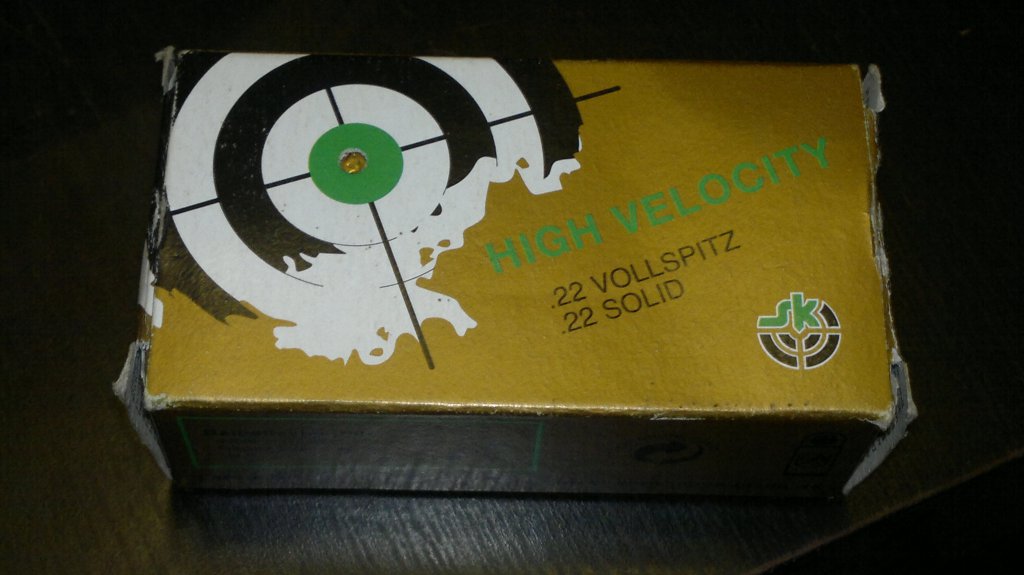 HIGH VELOCITY
.22 VOLLSPITZ
.22 SOLID
sk